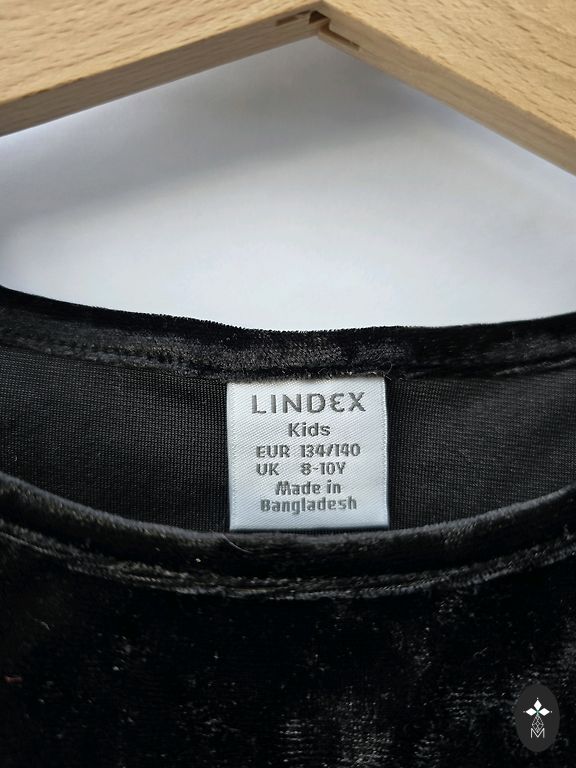 LINDEX
Kids
EUR 134/140
UK 8-10Y
Made in
Bangladesh
M